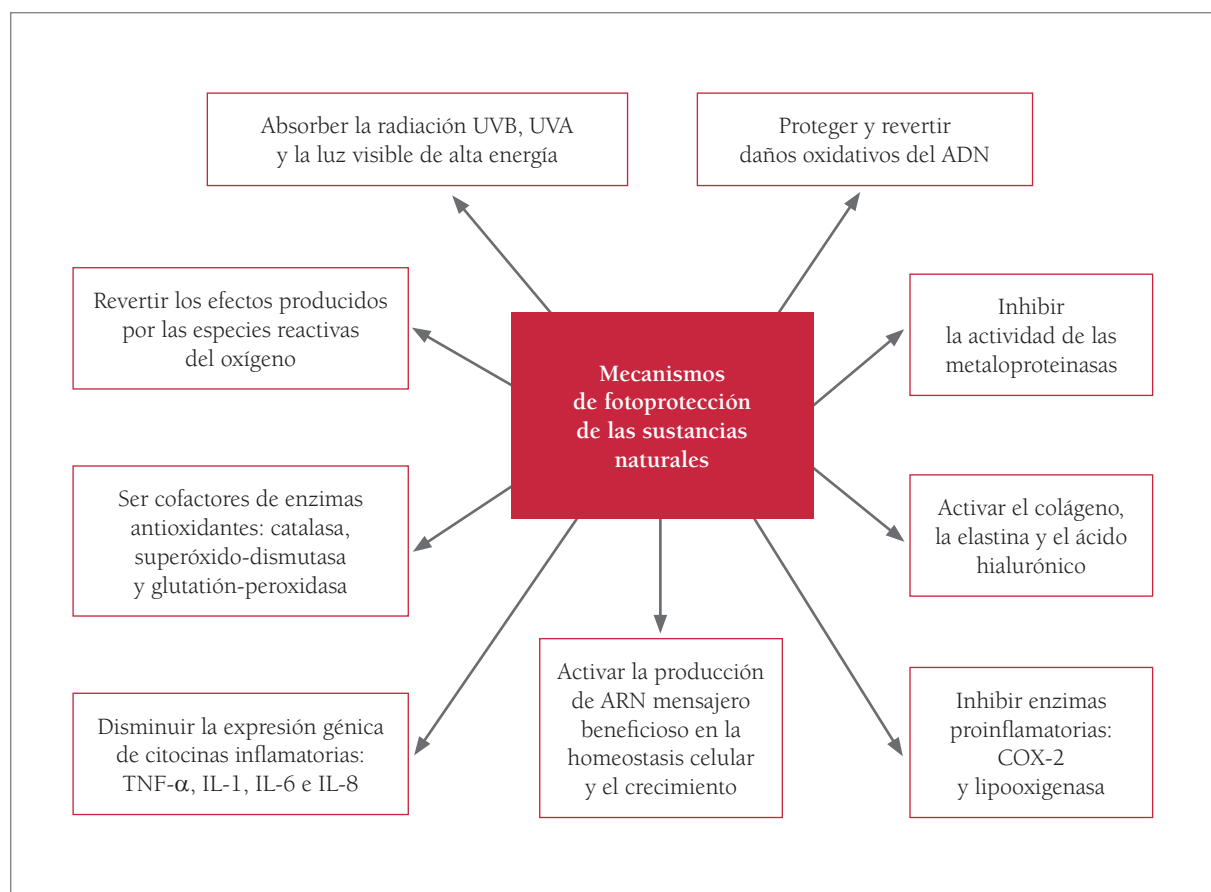 Absorber la radiación UVB, UVA
y la luz visible de alta energía
Proteger y revertir
daños oxidativos del ADN
Revertir los efectos producidos
por las especies reactivas
del oxígeno
Inhibir
la actividad de las
metaloproteinasas
Mecanismos
de fotoprotección
de las sustancias
naturales
Ser cofactores de enzimas
antioxidantes: catalasa,
superóxido-dismutasa
y glutatión-peroxidasa
Activar el colágeno,
la elastina y el ácido
hialurónico
Disminuir la expresión génica
de citocinas inflamatorias:
TNF-α, IL-1, IL-6 e IL-8
Activar la producción
de ARN mensajero
beneficioso en la
homeostasis celular
y el crecimiento
Inhibir enzimas
proinflamatorias:
COX-2
y lipooxigenasa